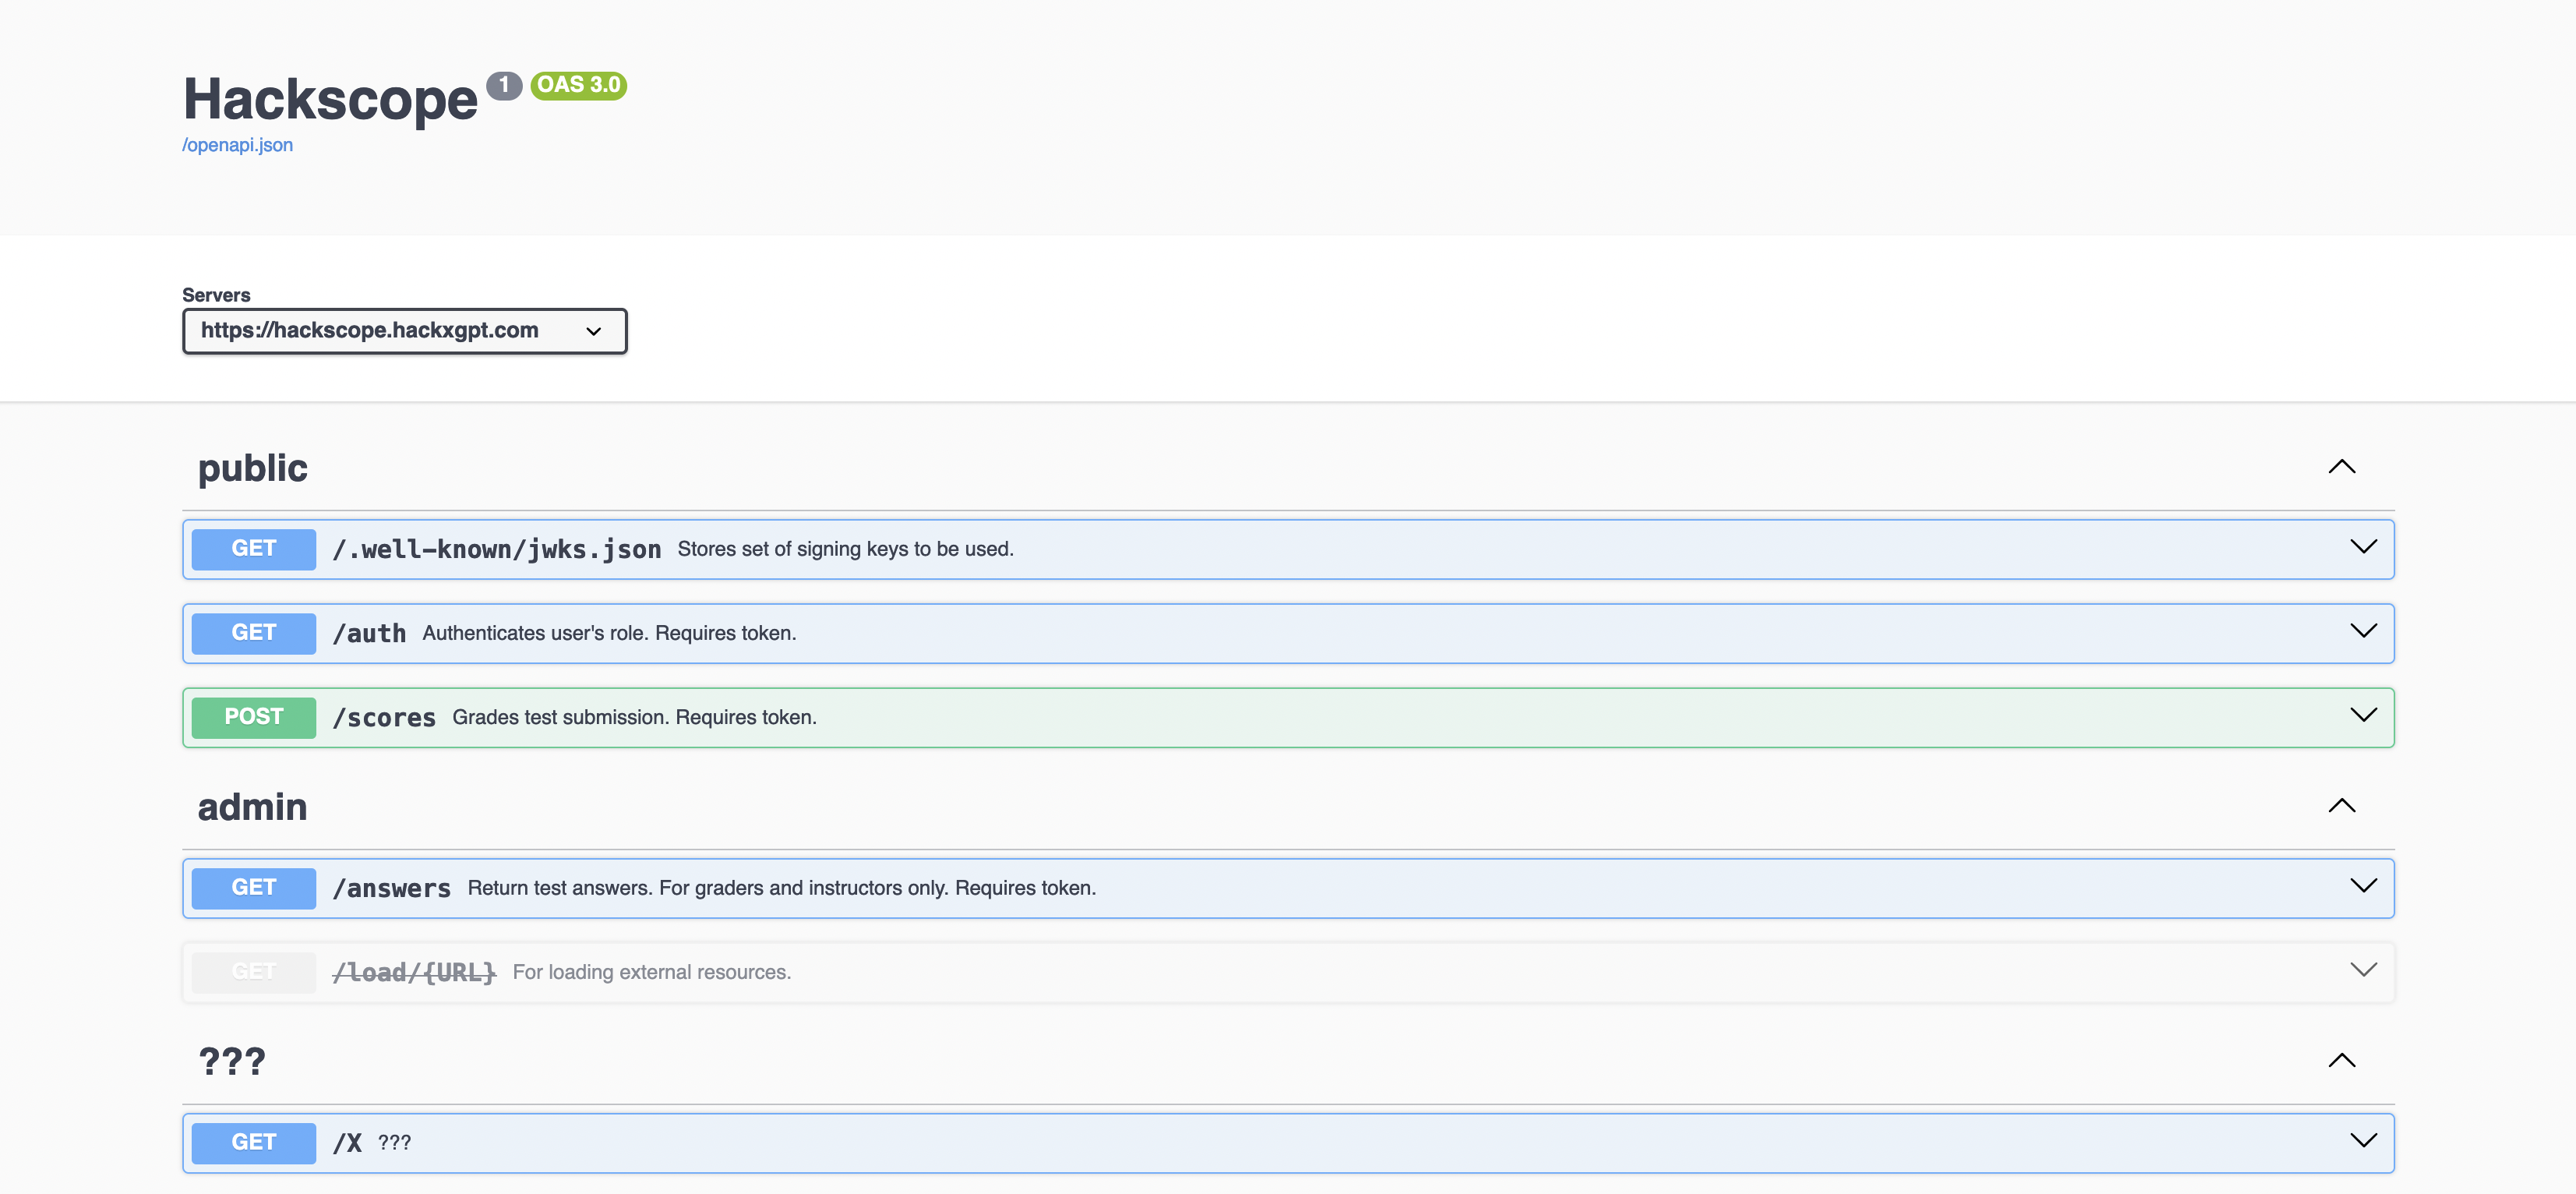 Hackscope 1 OAS 3.0
/openapi.json
Servers
https://hackscope.hackxgpt.com
public
GET /.well-known/jwks.json Stores set of signing keys to be used.
GET /auth Authenticates user's role. Requires token.
POST /scores Grades test submission. Requires token.
admin
GET /answers Return test answers. For graders and instructors only. Requires token.
GET /load/{URL} For loading external resources.
???
GET /X ???